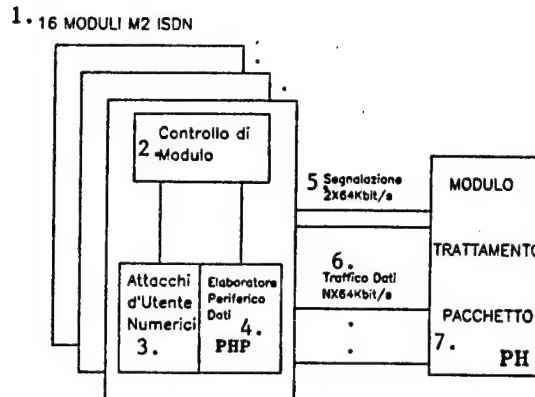 1. 16 MODULI M2 ISDN
Controllo di
2. Modulo
Attacchi
d'Utente
Numerici
3.
Elaboratore
Periferico
Dati
4.
PHP
5 Segnalazione
2X64Kbit/s
6.
Traffico Dati
NX64Kbit/s
MODULO
TRATTAMENTO
PACCHETTO
7.
PH